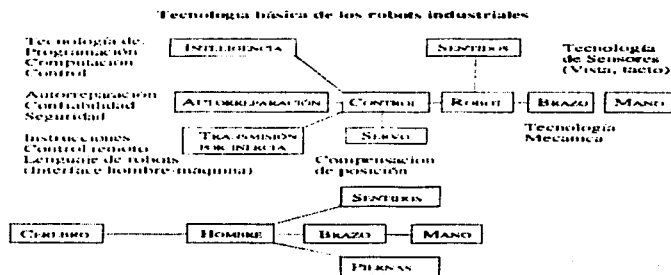 Tecnología básica de los robots industriales
Tecnología de
Programación
Computación
Control
INTELIGENCIA
SENTIDOS
Tecnología
de Sensores
(Vista, tacto)
Autorreparación
Confiabilidad
Seguridad
AUTORREPARACIÓN
CONTROL
ROBOT
BRAZO
MANO
Instrucciones
Control remoto
Lenguaje de robots
(Interface hombre-máquina)
TRANSMISIÓN
POR INERCIA
SERVO
Compensación
de posición
Tecnología
Mecánica
SENTIDOS
CEREBRO
HOMBRE
BRAZO
MANO
PIERNAS